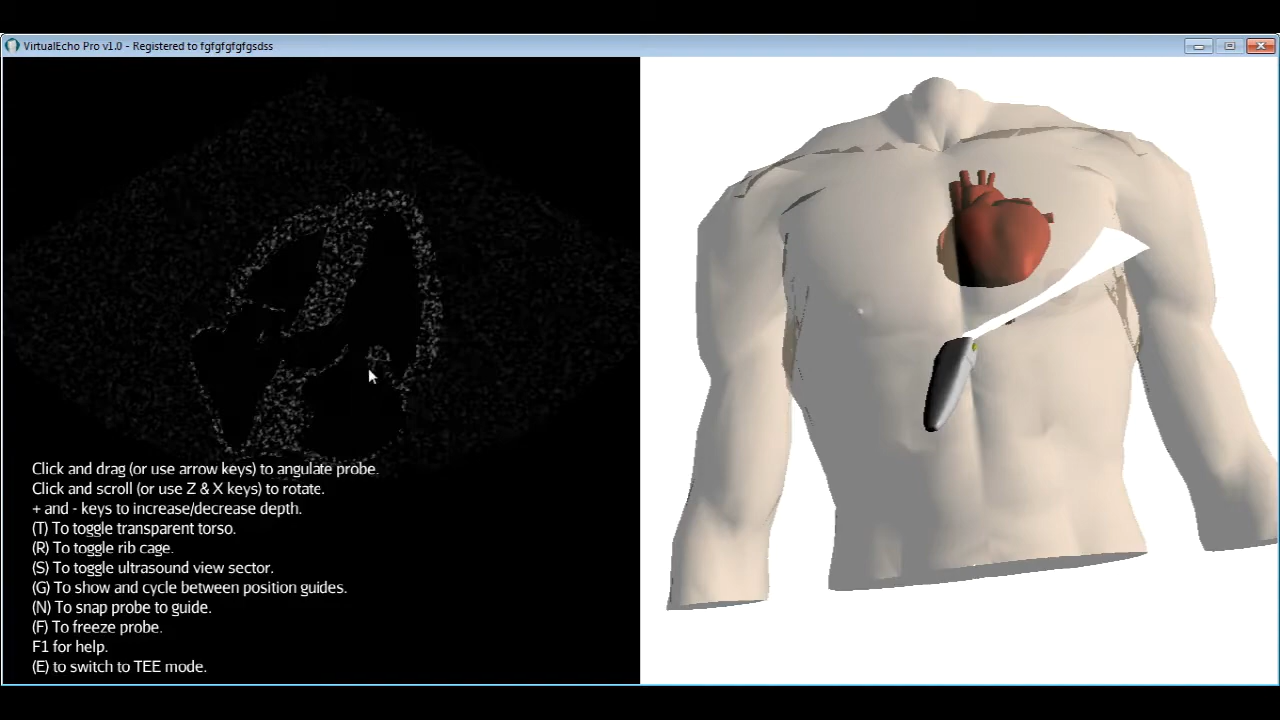 VirtualEcho Pro v1.0 - Registered to fgfgfgfgfgsdss
Click and drag (or use arrow keys) to angulate probe.
Click and scroll (or use Z & X keys) to rotate.
+ and - keys to increase/decrease depth.
(T) To toggle transparent torso.
(R) To toggle rib cage.
(S) To toggle ultrasound view sector.
(G) To show and cycle between position guides.
(N) To snap probe to guide.
(F) To freeze probe.
F1 for help.
(E) to switch to TEE mode.